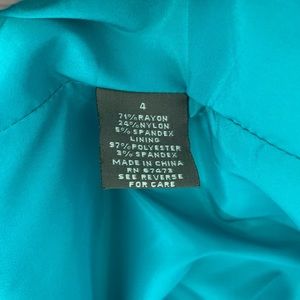 4
71%RAYON
24%NYLON
5% SPANDEX
LINING
97%POLYESTER
3% SPANDEX
MADE IN CHINA
RN 67473
SEE REVERSE
FOR CARE